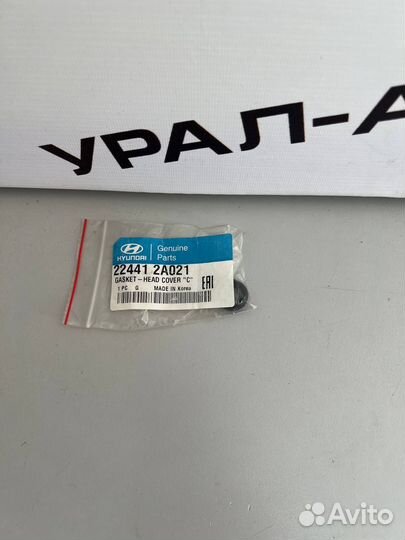 УРАЛ-А
HYUNDAI
Genuine
Parts
22441 2A021
GASKET-HEAD COVER "C"
1 PC G MADE IN Korea
EAC
Avito